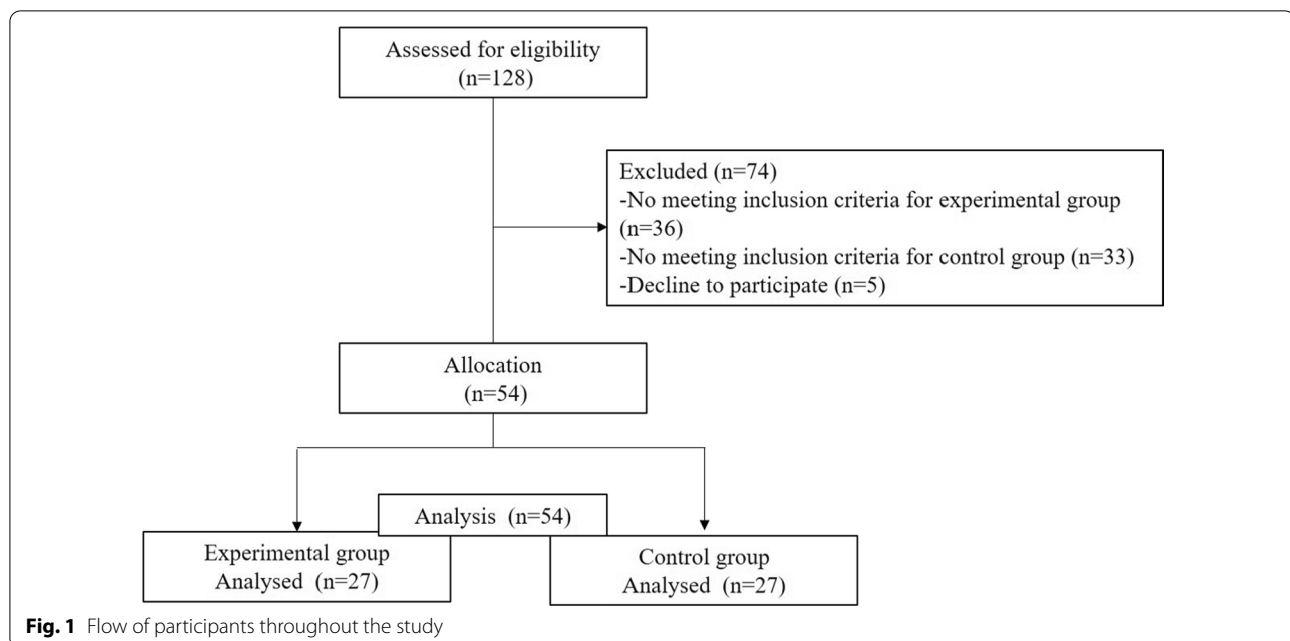 Assessed for eligibility
(n=128)
Excluded (n=74)
-No meeting inclusion criteria for experimental group
(n=36)
-No meeting inclusion criteria for control group (n=33)
-Decline to participate (n=5)
Allocation
(n=54)
Analysis (n=54)
Experimental group
Analysed (n=27)
Control group
Analysed (n=27)
Fig. 1 Flow of participants throughout the study